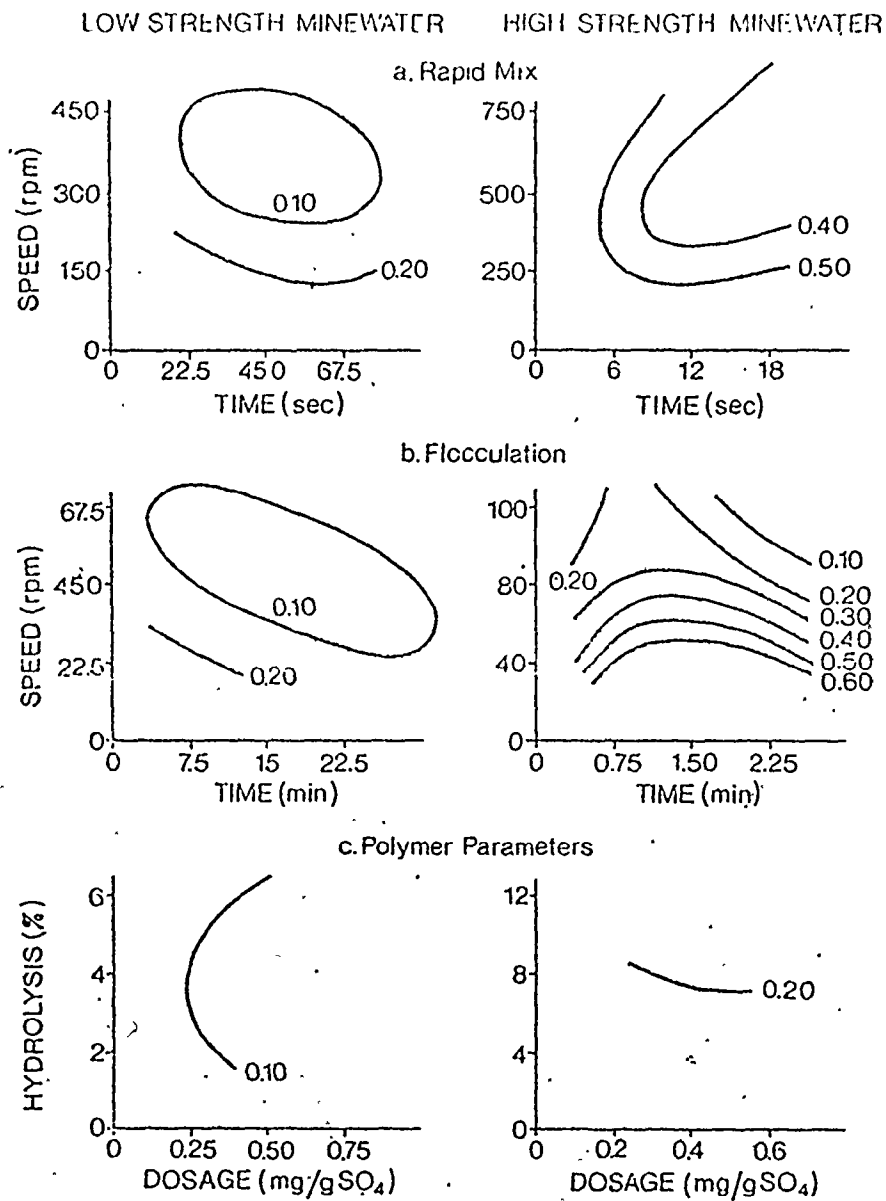 LOW STRENGTH MINEWATER HIGH STRENGTH MINEWATER
a. Rapid Mix
SPEED (rpm)
450
300
150
0
0.10
0.20
0 22.5 45 0 67.5
TIME (sec)
750
500
250
0
0.40
0.50
0 6 12 18
TIME (sec)
b. Flocculation
SPEED (rpm)
67.5
45.0
22.5
0
0.10
0.20
0 7.5 15 22.5
TIME (min)
100
80
40
0
0.20
0.10
0.20
0.30
0.40
0.50
0.60
0 0.75 1.50 2.25
TIME (min)
c. Polymer Parameters
HYDROLYSIS (%)
6
4
2
0
0.10
0 0.25 0.50 0.75
DOSAGE (mg/gSO₄)
12
8
4
0
0.20
0 0.2 0.4 0.6
DOSAGE (mg/gSO₄)